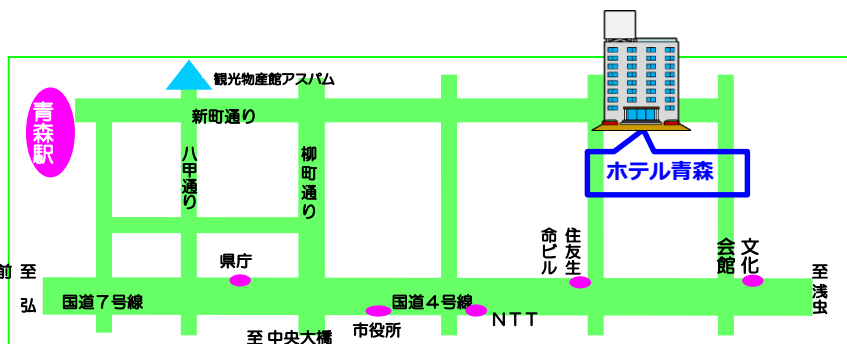 観光物産館アスパム
青森駅
新町通り
八甲通り
柳町通り
ホテル青森
住友生
命ビル
文化
会館
県庁
至
弘
前
至
浅虫
国道7号線
国道4号線
市役所
NTT
至 中央大橋